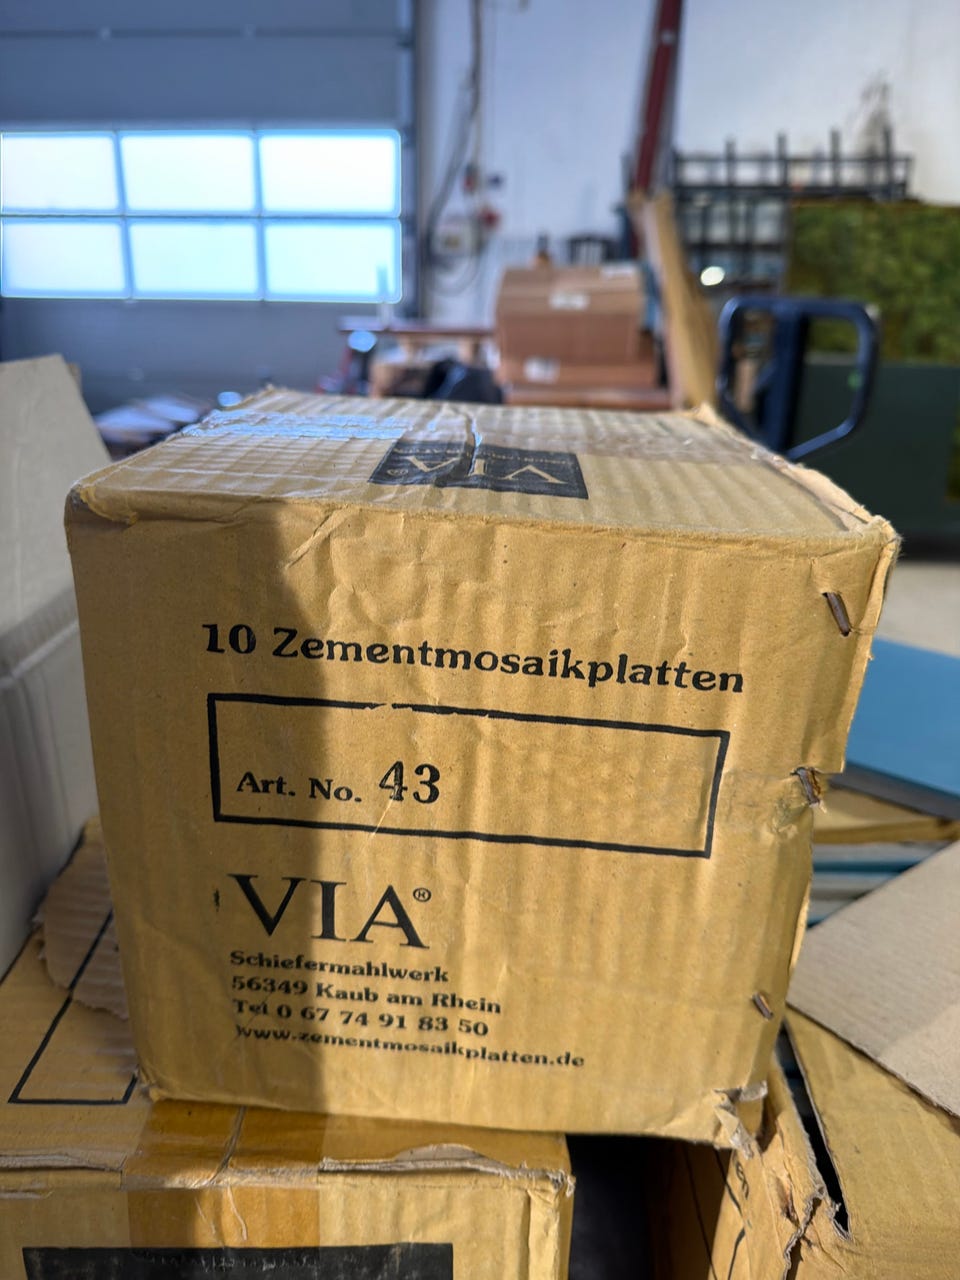 VIA®
10 Zementmosaikplatten
Art. No. 43
VIA®
Schiefermahlwerk
56349 Kaub am Rhein
Tel 0 67 74 91 83 50
www.zementmosaikplatten.de